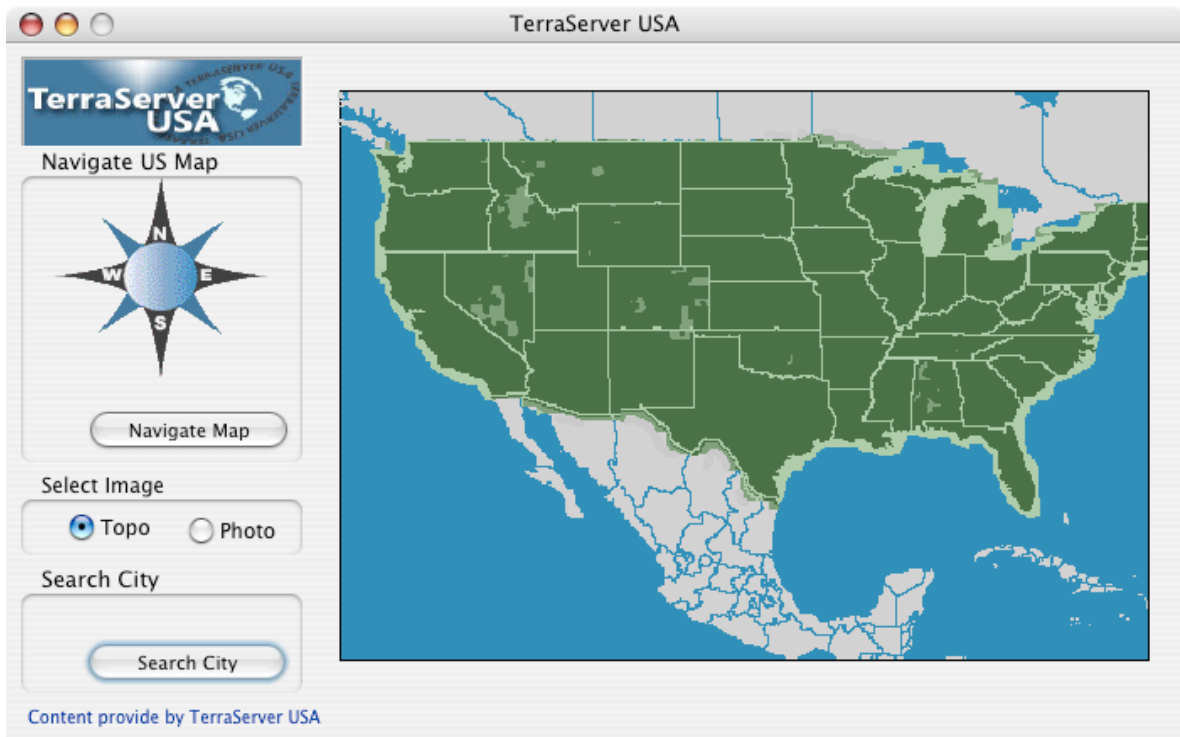 TerraServer USA
TerraServer
USA
TERRASERVER USA
Navigate US Map
N
W E
S
Navigate Map
Select Image
Topo Photo
Search City
Search City
Content provide by TerraServer USA